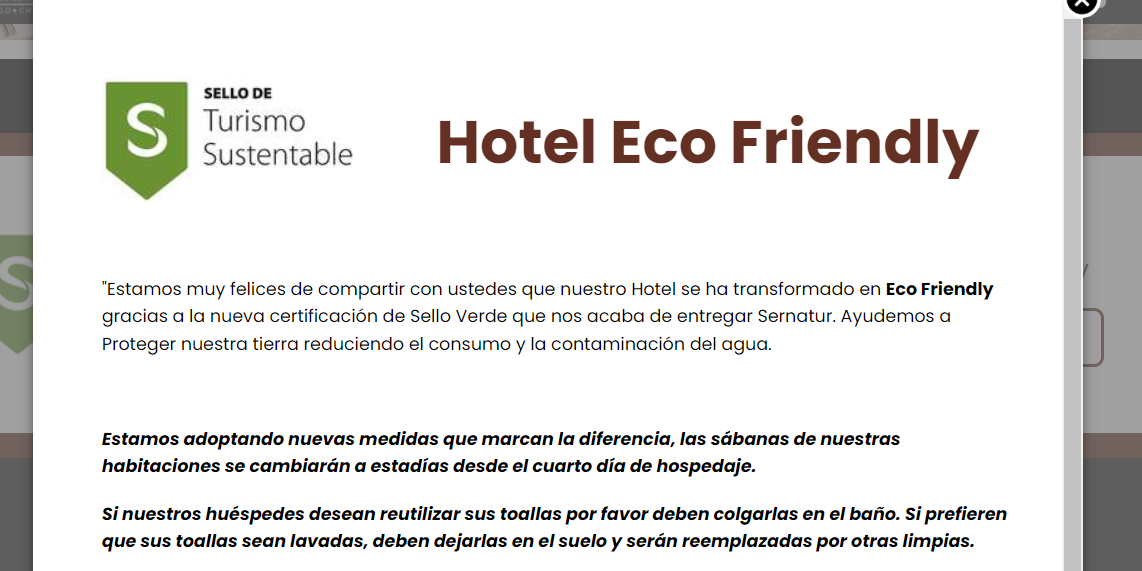 SELLO DE
Turismo
Sustentable
Hotel Eco Friendly
"Estamos muy felices de compartir con ustedes que nuestro Hotel se ha transformado en Eco Friendly
gracias a la nueva certificación de Sello Verde que nos acaba de entregar Sernatur. Ayudemos a
Proteger nuestra tierra reduciendo el consumo y la contaminación del agua.
Estamos adoptando nuevas medidas que marcan la diferencia, las sábanas de nuestras
habitaciones se cambiarán a estadías desde el cuarto día de hospedaje.
Si nuestros huéspedes desean reutilizar sus toallas por favor deben colgarlas en el baño. Si prefieren
que sus toallas sean lavadas, deben dejarlas en el suelo y serán reemplazadas por otras limpias.